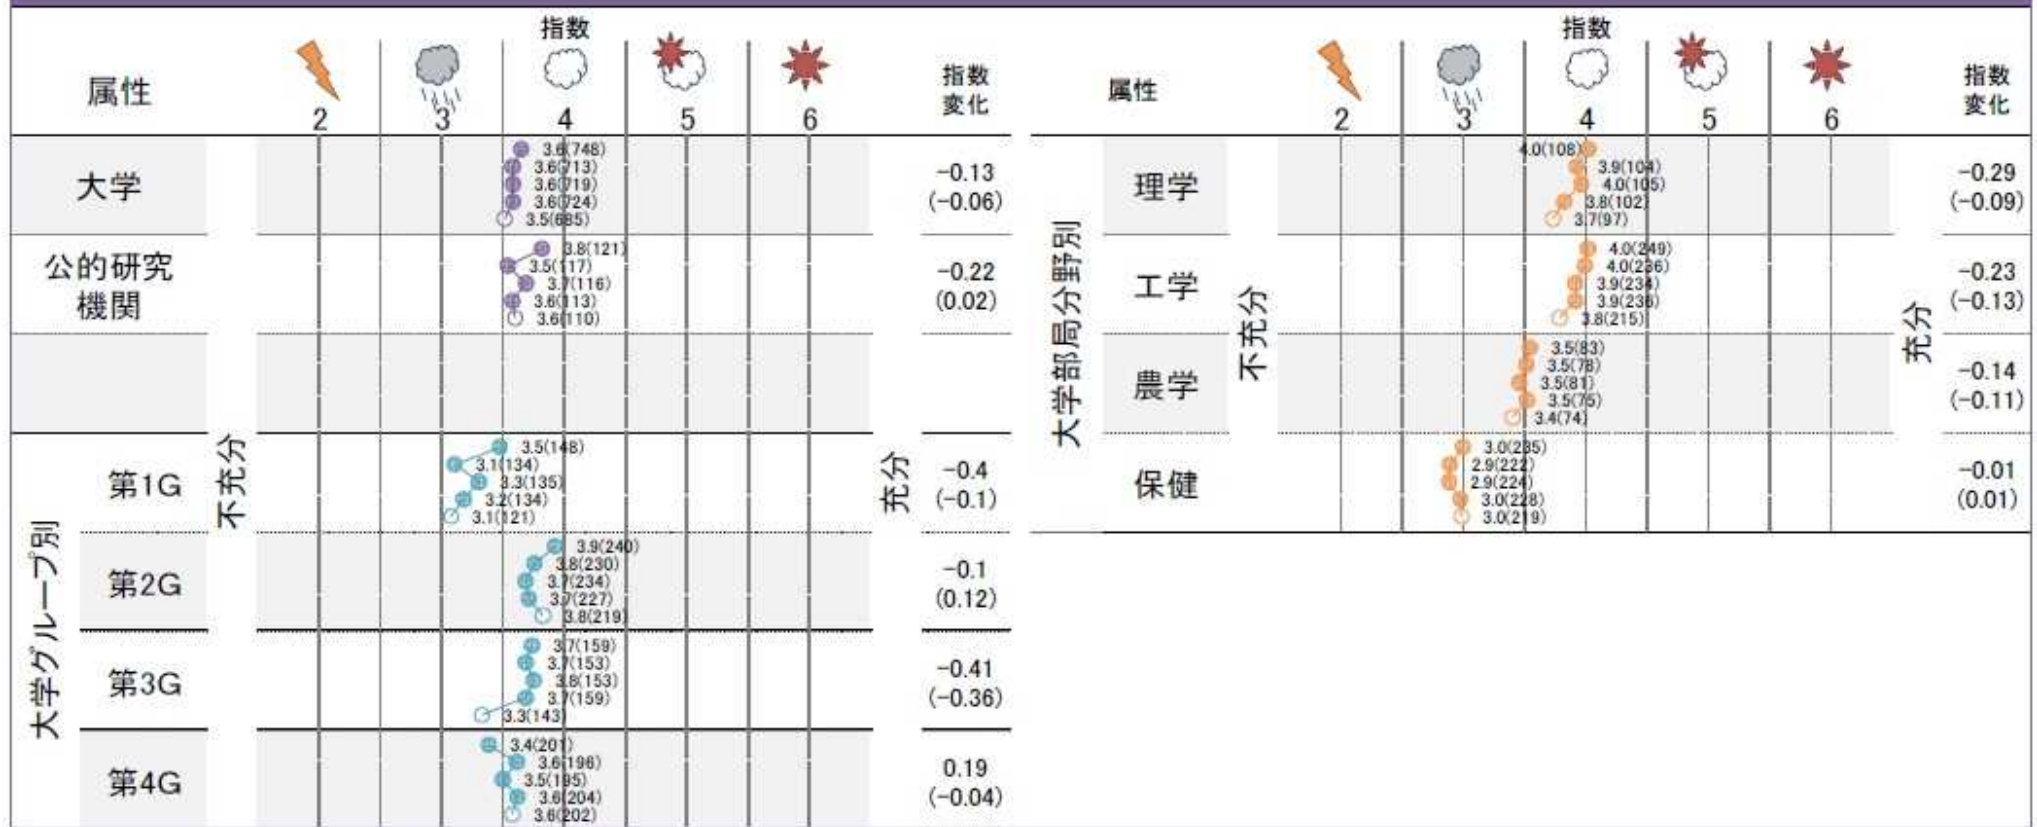 指数
属性
2 3 4 5 6
指数
変化
大学
不充分
充分
3.6(748)
3.6(713)
3.6(719)
3.6(724)
3.5(685)
-0.13
(-0.06)
公的研究
機関
3.8(121)
3.5(117)
3.7(116)
3.6(113)
3.6(110)
-0.22
(0.02)
大学グループ別
第1G
3.5(148)
3.1(134)
3.3(135)
3.2(134)
3.1(121)
-0.4
(-0.1)
第2G
3.9(240)
3.8(230)
3.7(234)
3.7(227)
3.8(219)
-0.1
(0.12)
第3G
3.7(159)
3.7(153)
3.8(153)
3.7(159)
3.3(143)
-0.41
(-0.36)
第4G
3.4(201)
3.6(196)
3.5(195)
3.6(204)
3.6(202)
0.19
(-0.04)
指数
属性
2 3 4 5 6
指数
変化
大学部局分野別
不充分
充分
理学
4.0(108)
3.9(104)
4.0(105)
3.8(102)
3.7(97)
-0.29
(-0.09)
工学
4.0(249)
4.0(236)
3.9(234)
3.9(236)
3.8(215)
-0.23
(-0.13)
農学
3.5(83)
3.5(78)
3.5(81)
3.5(75)
3.4(74)
-0.14
(-0.11)
保健
3.0(235)
2.9(222)
2.9(224)
3.0(228)
3.0(219)
-0.01
(0.01)